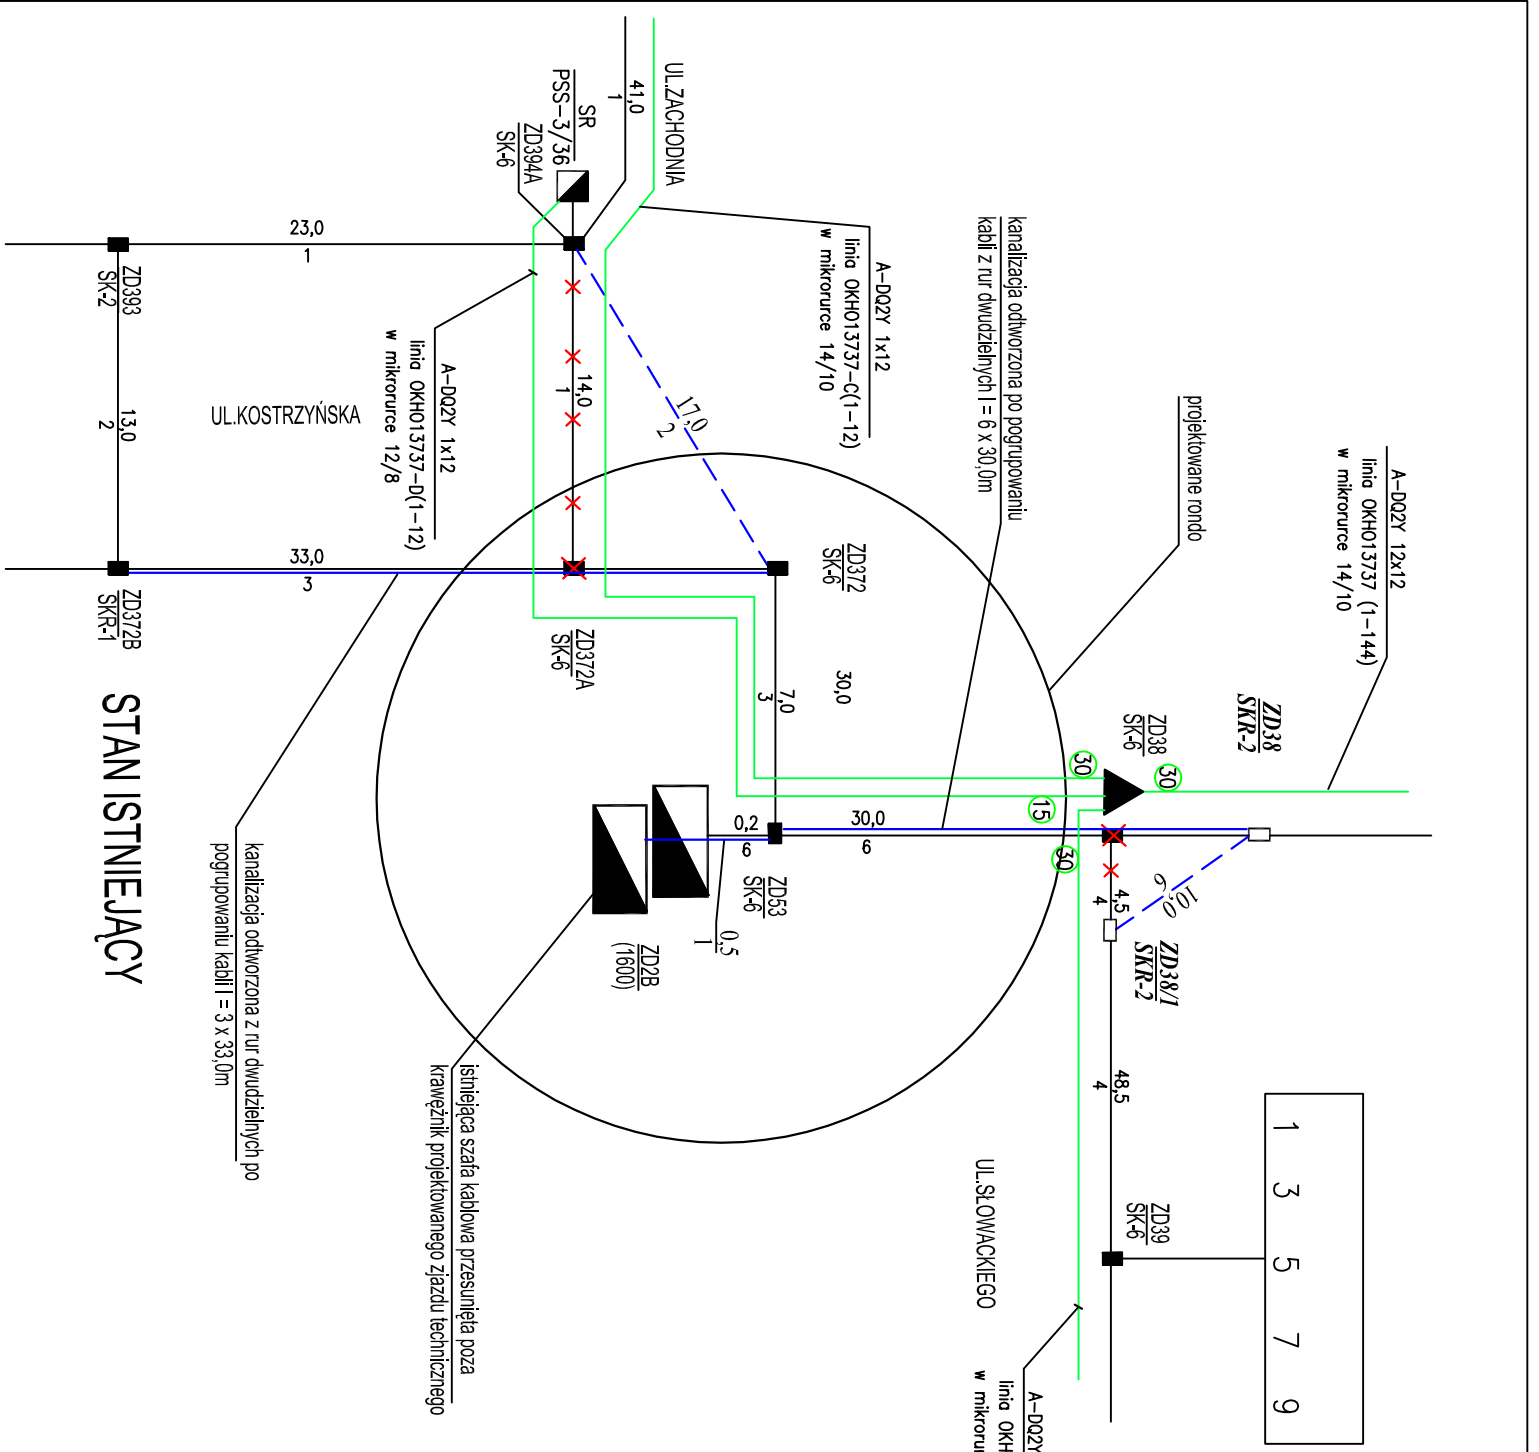 UL.ZACHODNIA
41,0
1
SR
PSS-3/36
ZD394A
SK-6
23,0
1
ZD393
SK-2
13,0
2
UL.KOSTRZYŃSKA
A-DQ2Y 1x12
linia OKHO13737-D(1-12)
w mikrorurce 12/8
14,0
1
17,0
2
A-DQ2Y 1x12
linia OKHO13737-C(1-12)
w mikrorurce 14/10
kanalizacja odtworzona po pogrupowaniu
kabli z rur dwudzielnych l = 6 x 30,0m
projektowane rondo
A-DQ2Y 12x12
linia OKHO13737 (1-144)
w mikrorurce 14/10
33,0
3
ZD372B
SKR-1
ZD372A
SK-6
ZD372
SK-6
30,0
7,0
3
ZD38
SK-6
ZD38
SKR-2
30
30
15
30
30,0
6
0,2
6
ZD53
SK-6
0,5
1
ZD2B
(1600)
4,5
4
10,0
6
ZD38/1
SKR-2
48,5
4
ZD39
SK-6
1 3 5 7 9
UL.SŁOWACKIEGO
A-DQ2Y
linia OKH
w mikroru
istniejąca szafa kablowa przesunięta poza
krawężnik projektowanego zjazdu technicznego
kanalizacja odtworzona z rur dwudzielnych po
pogrupowaniu kabli l = 3 x 33,0m
STAN ISTNIEJĄCY